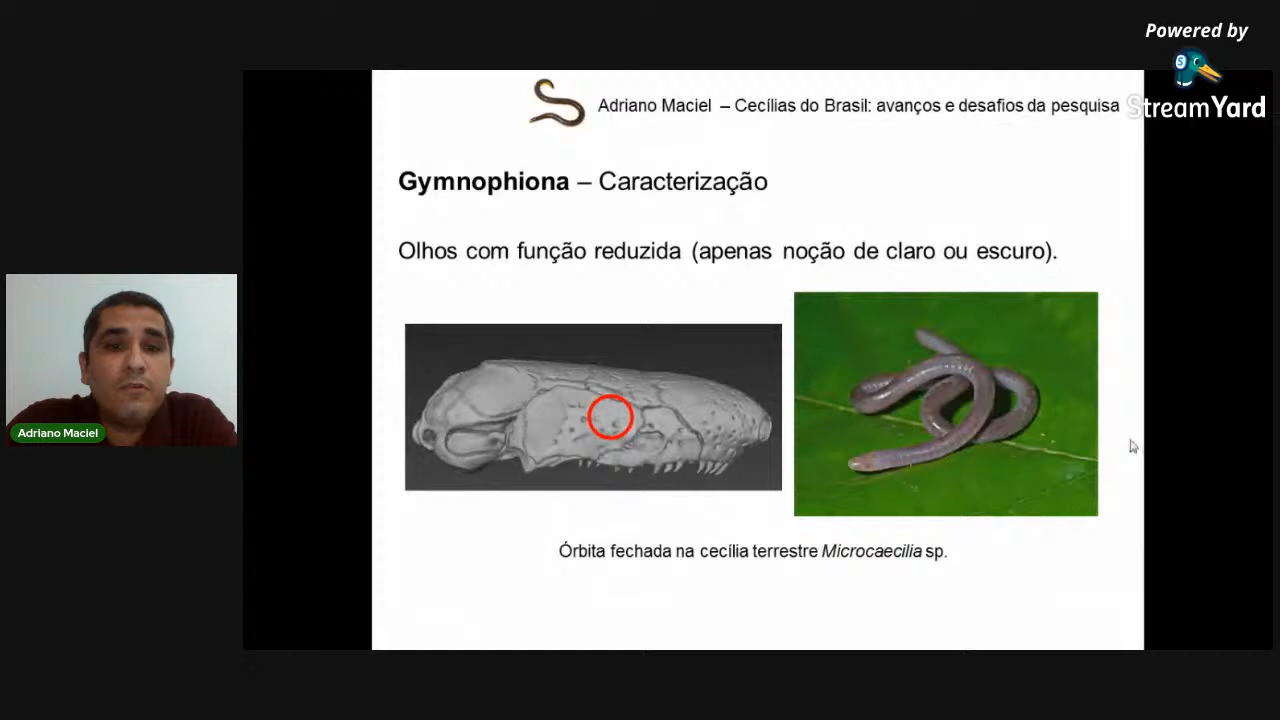 Powered by
StreamYard
Adriano Maciel – Cecílias do Brasil: avanços e desafios da pesquisa
Gymnophiona – Caracterização
Olhos com função reduzida (apenas noção de claro ou escuro).
Adriano Maciel
Órbita fechada na cecília terrestre Microcaecilia sp.